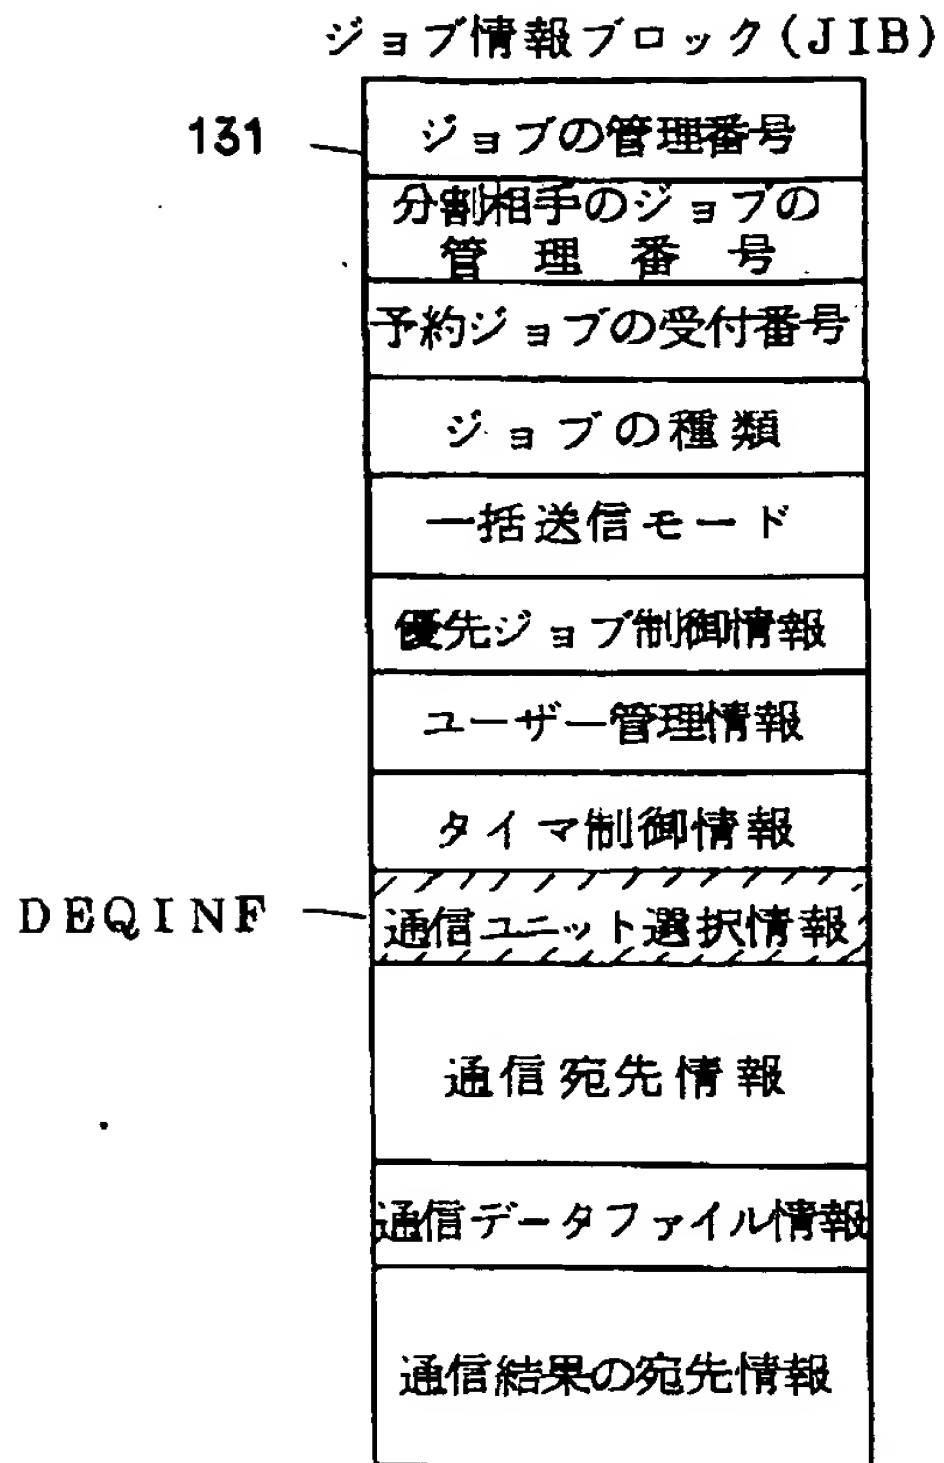 ジョブ情報ブロック(JIB)
131
ジョブの管理番号
分割相手のジョブの
管理番号
予約ジョブの受付番号
ジョブの種類
一括送信モード
優先ジョブ制御情報
ユーザー管理情報
タイマ制御情報
DEQINF
通信ユニット選択情報
通信宛先情報
通信データファイル情報
通信結果の宛先情報